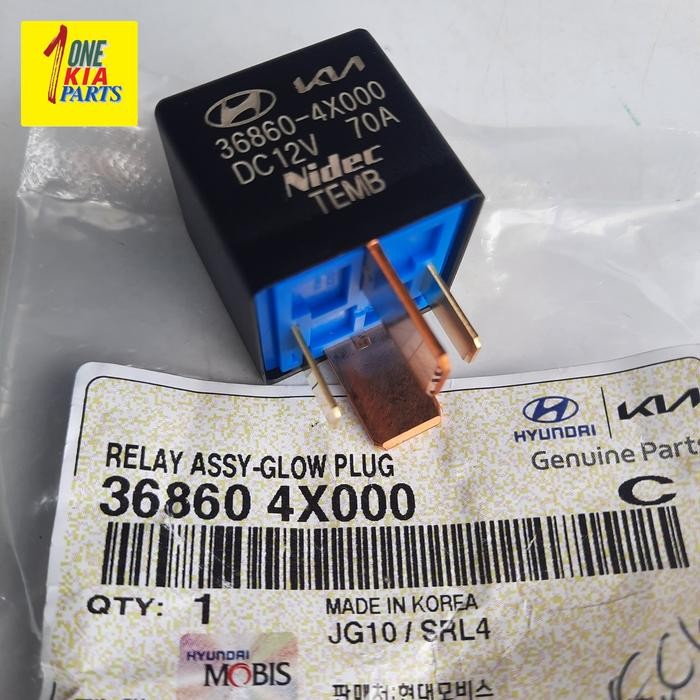 1 ONE
KIA
PARTS
KIA
36860-4X000
DC12V 70A
Nidec
TEMB
HYUNDAI
KIA
Genuine Parts
RELAY ASSY-GLOW PLUG
36860 4X000
C
QTY: 1
MADE IN KOREA
JG10 / SRL4
HYUNDAI
MOBIS
판매처:현대모비스